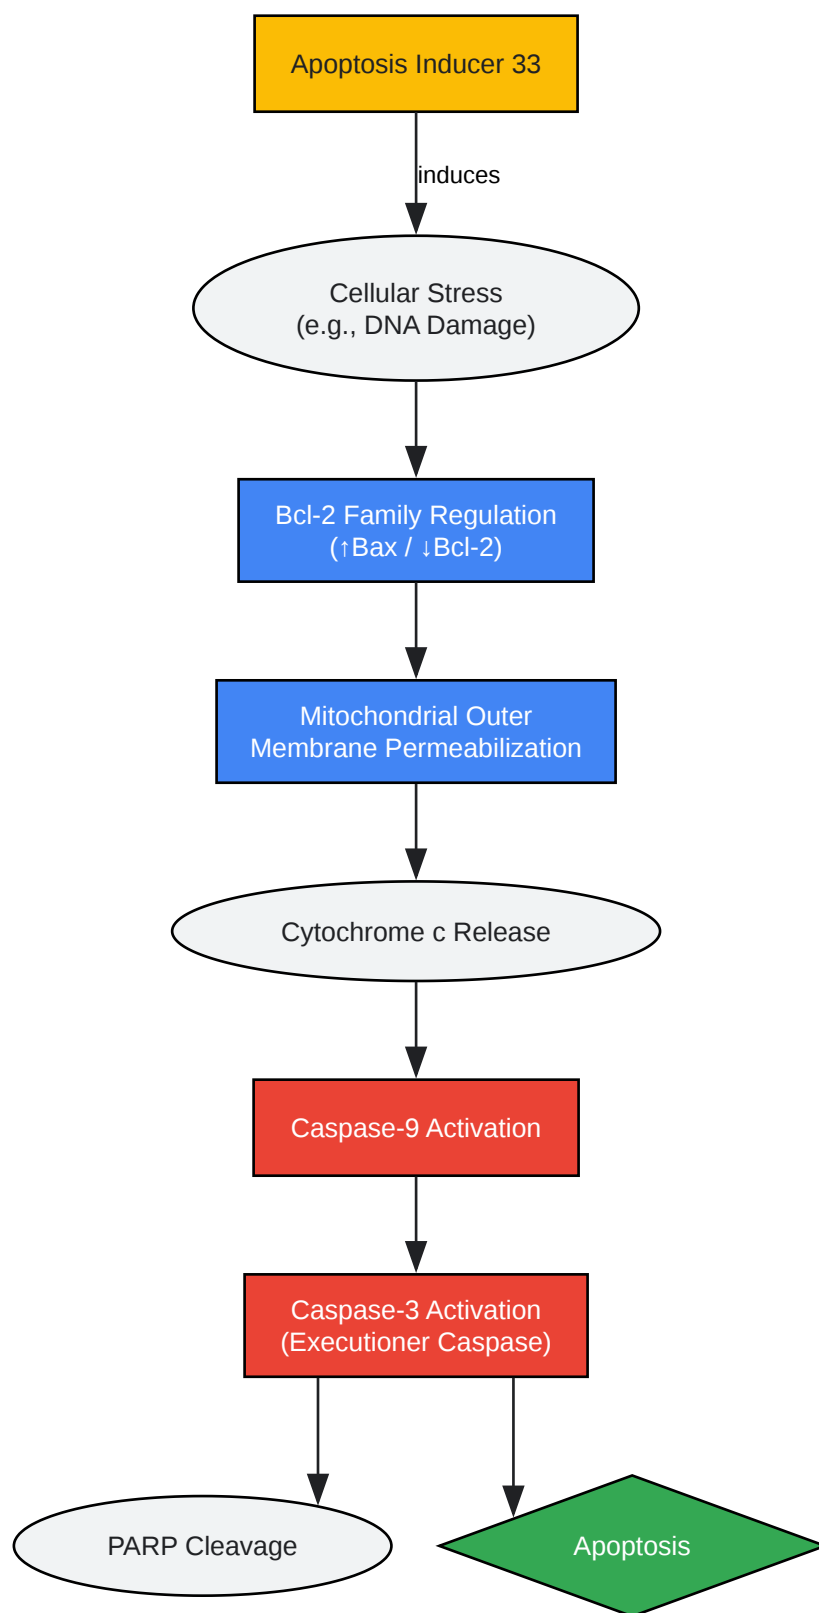 Apoptosis Inducer 33
induces
Cellular Stress
(e.g., DNA Damage)
Bcl-2 Family Regulation
(↑Bax / ↓Bcl-2)
Mitochondrial Outer
Membrane Permeabilization
Cytochrome c Release
Caspase-9 Activation
Caspase-3 Activation
(Executioner Caspase)
PARP Cleavage
Apoptosis